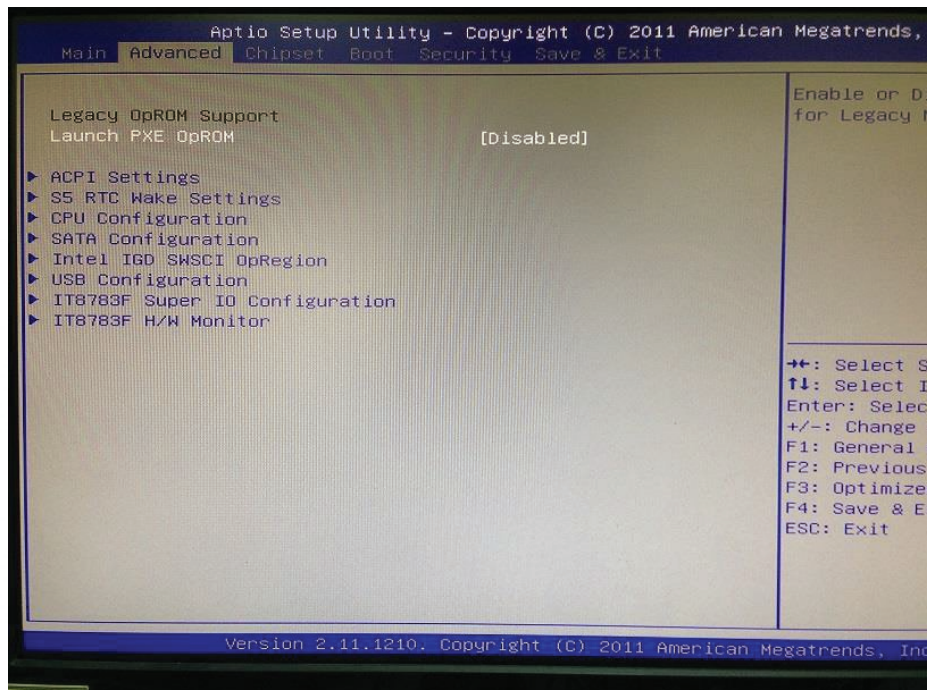 Aptio Setup Utility – Copyright (C) 2011 American Megatrends,
Main Advanced Chipset Boot Security Save & Exit
Legacy OpROM Support
Launch PXE OpROM [Disabled]
ACPI Settings
S5 RTC Wake Settings
CPU Configuration
SATA Configuration
Intel IGD SWSCI OpRegion
USB Configuration
IT8783F Super IO Configuration
IT8783F H/W Monitor
Enable or D
for Legacy
→←: Select S
↑↓: Select I
Enter: Selec
+/-: Change
F1: General
F2: Previous
F3: Optimize
F4: Save & E
ESC: Exit
Version 2.11.1210. Copyright (C) 2011 American Megatrends, Inc